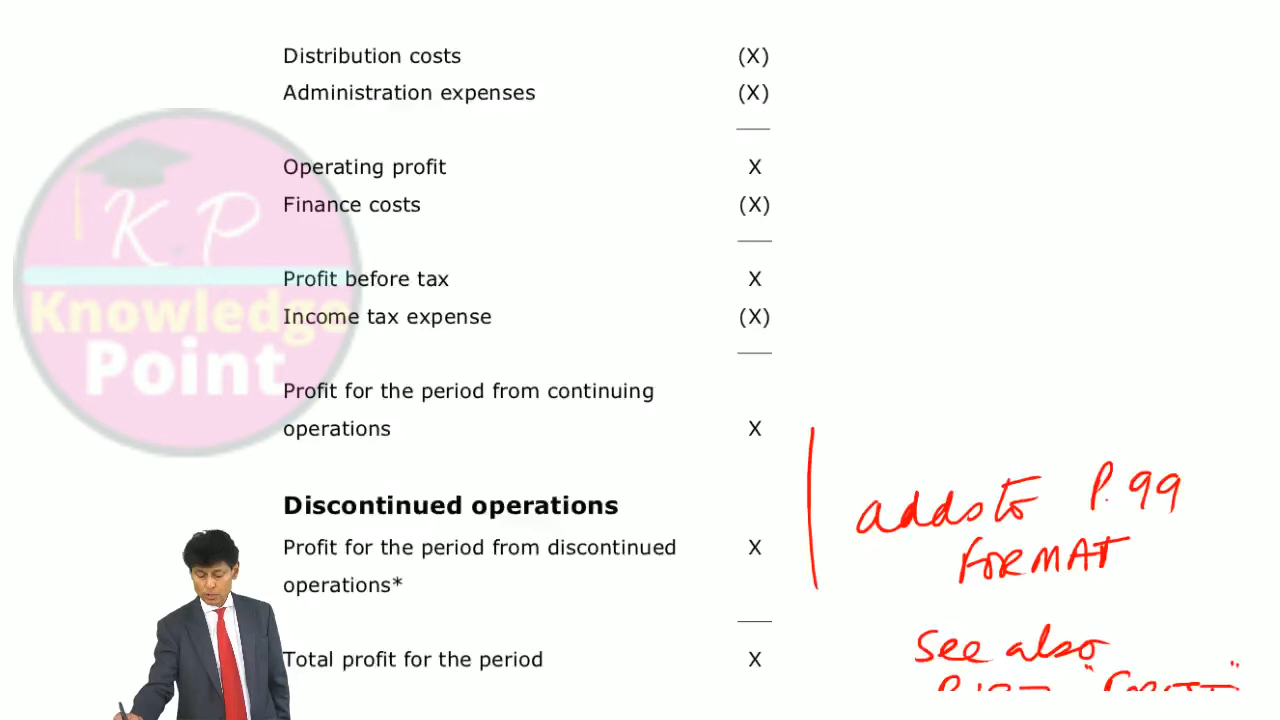 Distribution costs (X)
Administration expenses (X)
Operating profit X
Finance costs (X)
Profit before tax X
Income tax expense (X)
Profit for the period from continuing
operations X
Discontinued operations
Profit for the period from discontinued X
operations*
Total profit for the period X
K.P
Knowledge
Point
adds to P.99
FORMAT
See also